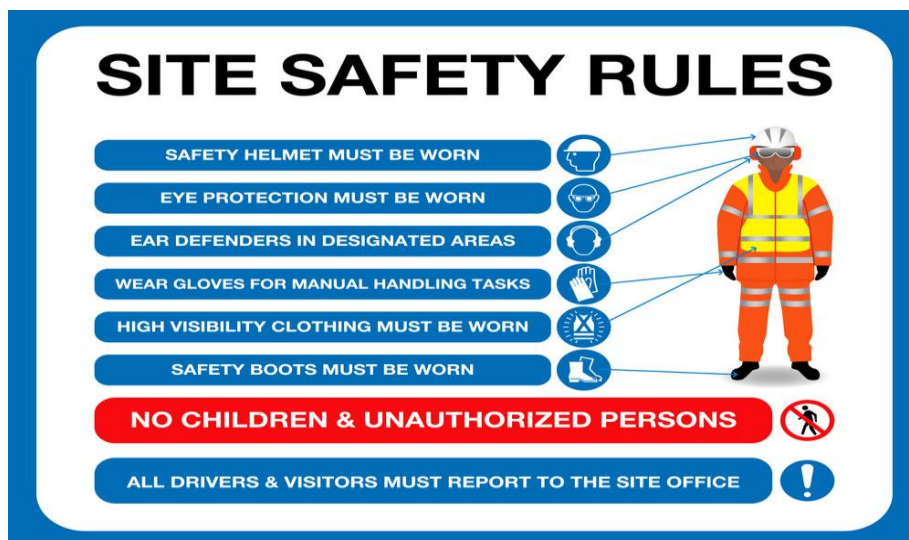 SITE SAFETY RULES
SAFETY HELMET MUST BE WORN
EYE PROTECTION MUST BE WORN
EAR DEFENDERS IN DESIGNATED AREAS
WEAR GLOVES FOR MANUAL HANDLING TASKS
HIGH VISIBILITY CLOTHING MUST BE WORN
SAFETY BOOTS MUST BE WORN
NO CHILDREN & UNAUTHORIZED PERSONS
ALL DRIVERS & VISITORS MUST REPORT TO THE SITE OFFICE